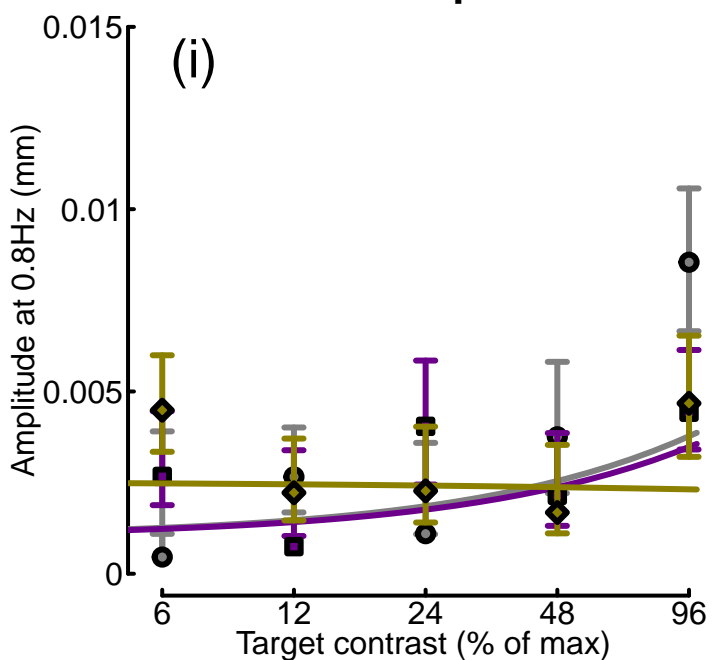 (i)
0.015
0.01
0.005
0
Amplitude at 0.8Hz (mm)
6 12 24 48 96
Target contrast (% of max)